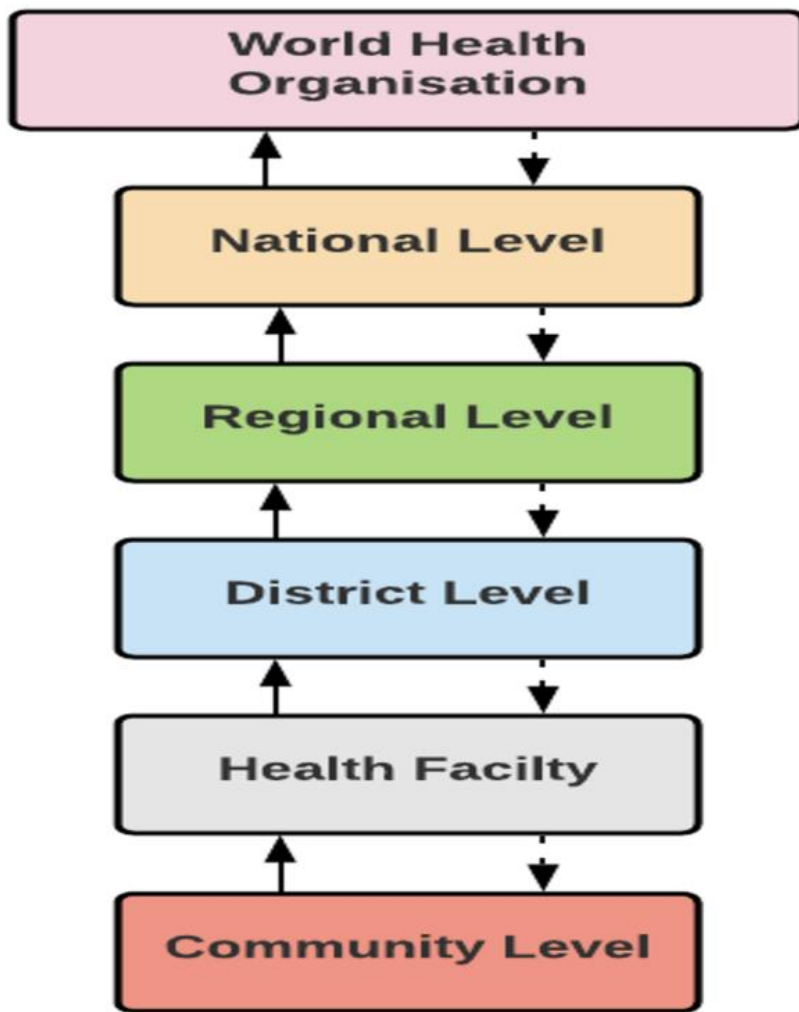 World Health
Organisation
National Level
Regional Level
District Level
Health Facilty
Community Level